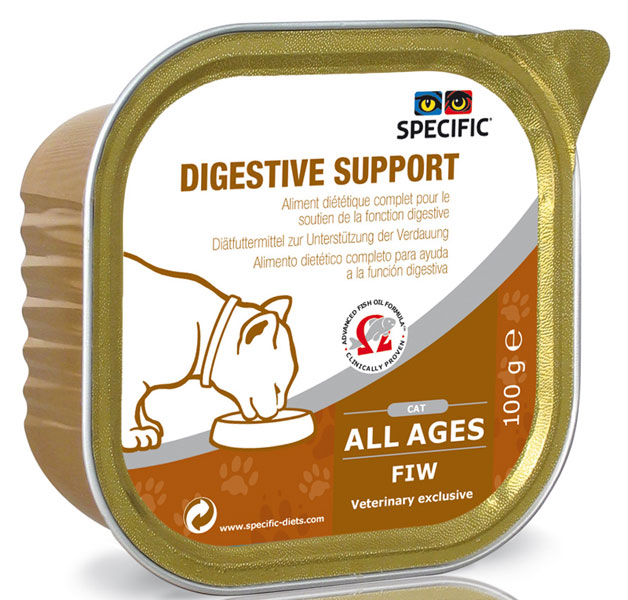 SPECIFIC®
DIGESTIVE SUPPORT
Aliment diététique complet pour le
soutien de la fonction digestive
Diätfuttermittel zur Unterstützung der Verdauung
Alimento dietético completo para ayuda
a la función digestiva
ADVANCED FISH OIL FORMULA™
CLINICALLY PROVEN
Ω
CAT
ALL AGES
FIW
Veterinary exclusive
100 g e
www.specific-diets.com